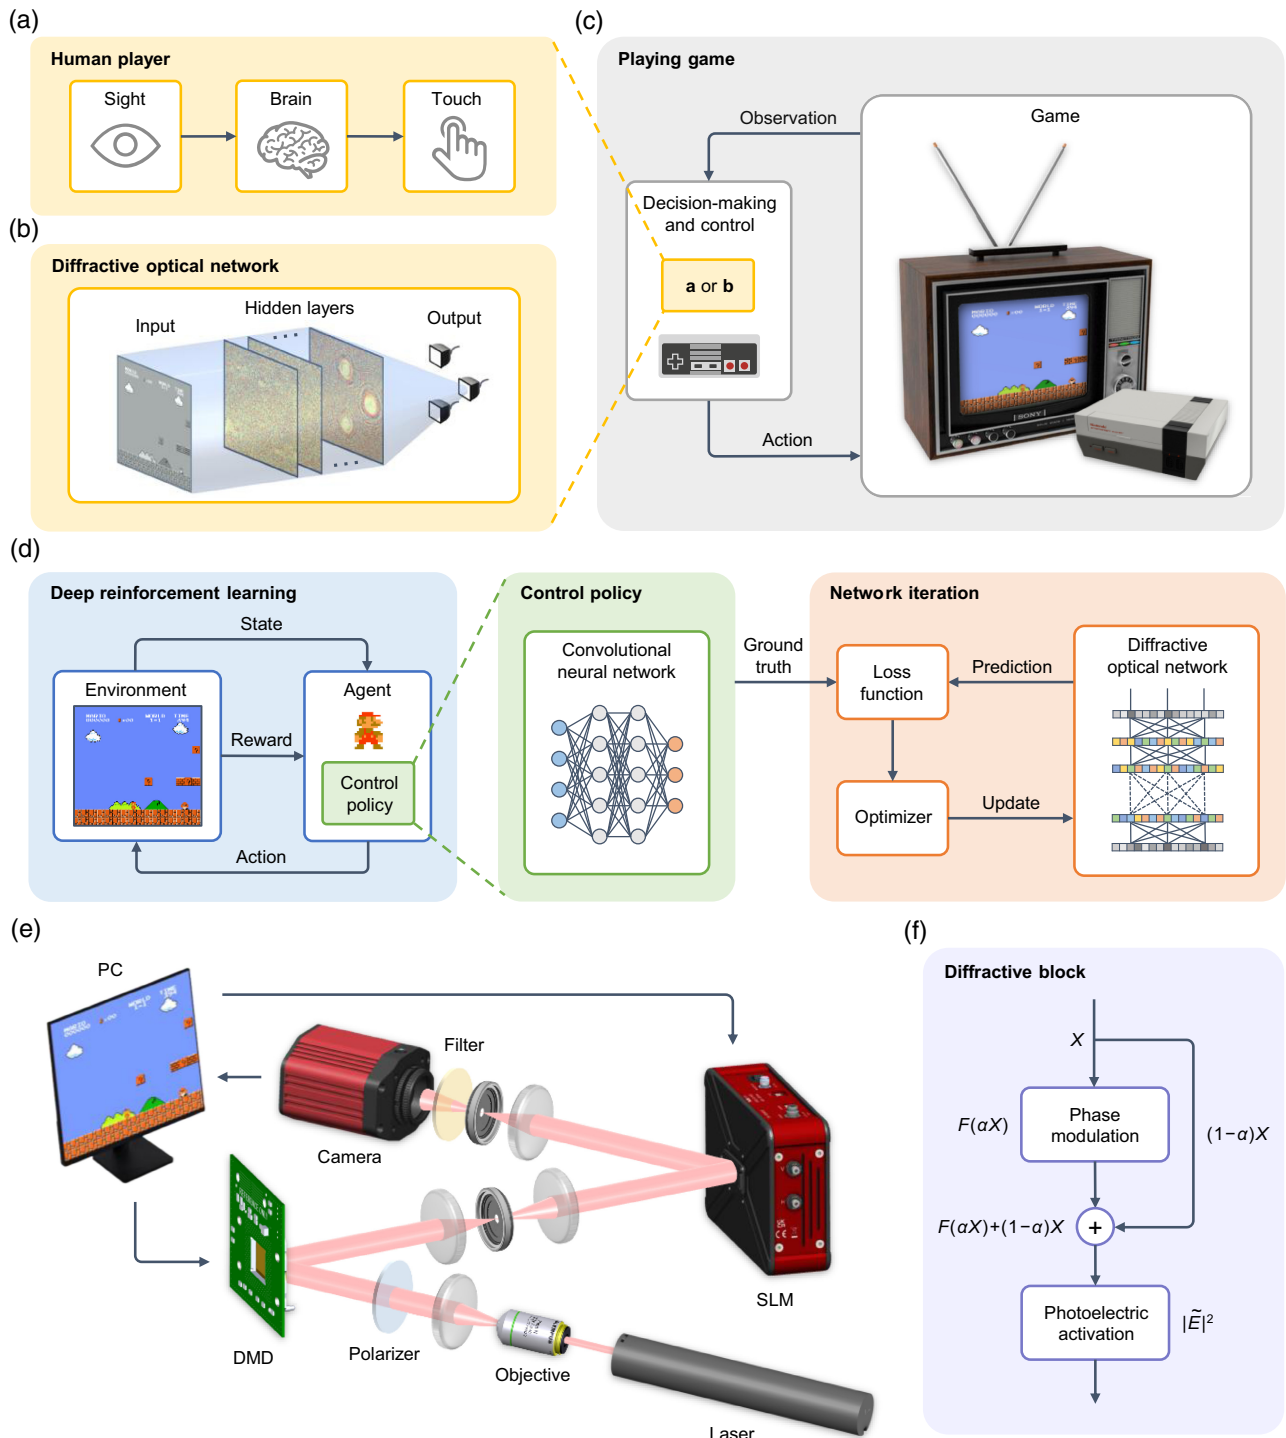 (a)
Human player
Sight
Brain
Touch
(b)
Diffractive optical network
Hidden layers
Input
Output
(c)
Playing game
Observation
Game
Decision-making
and control
a or b
Action
SONY
(d)
Deep reinforcement learning
State
Environment
Agent
Reward
Control
policy
Action
Control policy
Convolutional
neural network
Ground
truth
Network iteration
Loss
function
Prediction
Diffractive
optical network
Optimizer
Update
(e)
PC
Filter
Camera
SLM
DMD
Polarizer
Objective
Laser
(f)
Diffractive block
X
Phase
modulation
F(αX)
(1−α)X
F(αX)+(1−α)X
+
Photoelectric
activation
|Ẽ|²